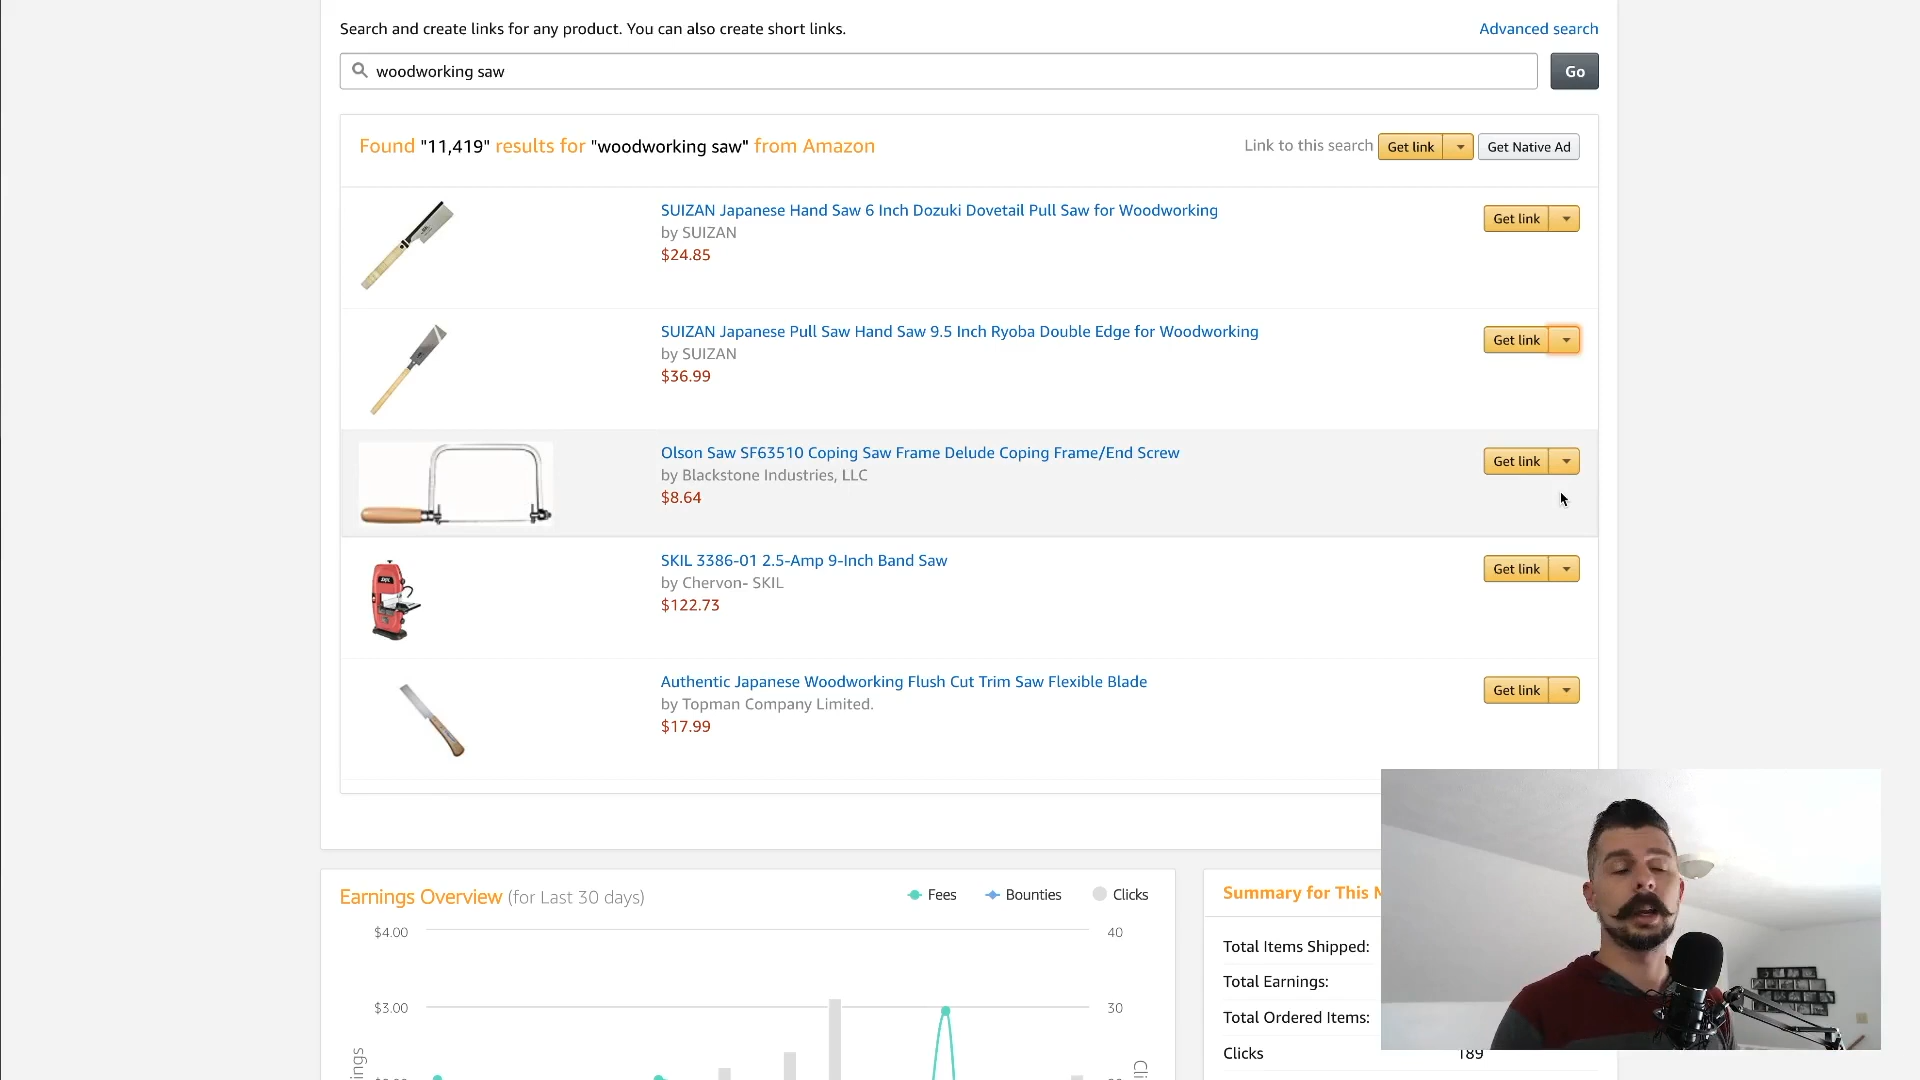 Search and create links for any product. You can also create short links.
Advanced search
woodworking saw
Go
Found "11,419" results for "woodworking saw" from Amazon
Link to this search
Get link
Get Native Ad
SUIZAN Japanese Hand Saw 6 Inch Dozuki Dovetail Pull Saw for Woodworking
by SUIZAN
$24.85
Get link
SUIZAN Japanese Pull Saw Hand Saw 9.5 Inch Ryoba Double Edge for Woodworking
by SUIZAN
$36.99
Get link
Olson Saw SF63510 Coping Saw Frame Delude Coping Frame/End Screw
by Blackstone Industries, LLC
$8.64
Get link
SKIL 3386-01 2.5-Amp 9-Inch Band Saw
by Chervon- SKIL
$122.73
Get link
Authentic Japanese Woodworking Flush Cut Trim Saw Flexible Blade
by Topman Company Limited.
$17.99
Get link
Earnings Overview (for Last 30 days)
Fees
Bounties
Clicks
$4.00
40
$3.00
30
Summary for This
Total Items Shipped:
Total Earnings:
Total Ordered Items:
Clicks
189